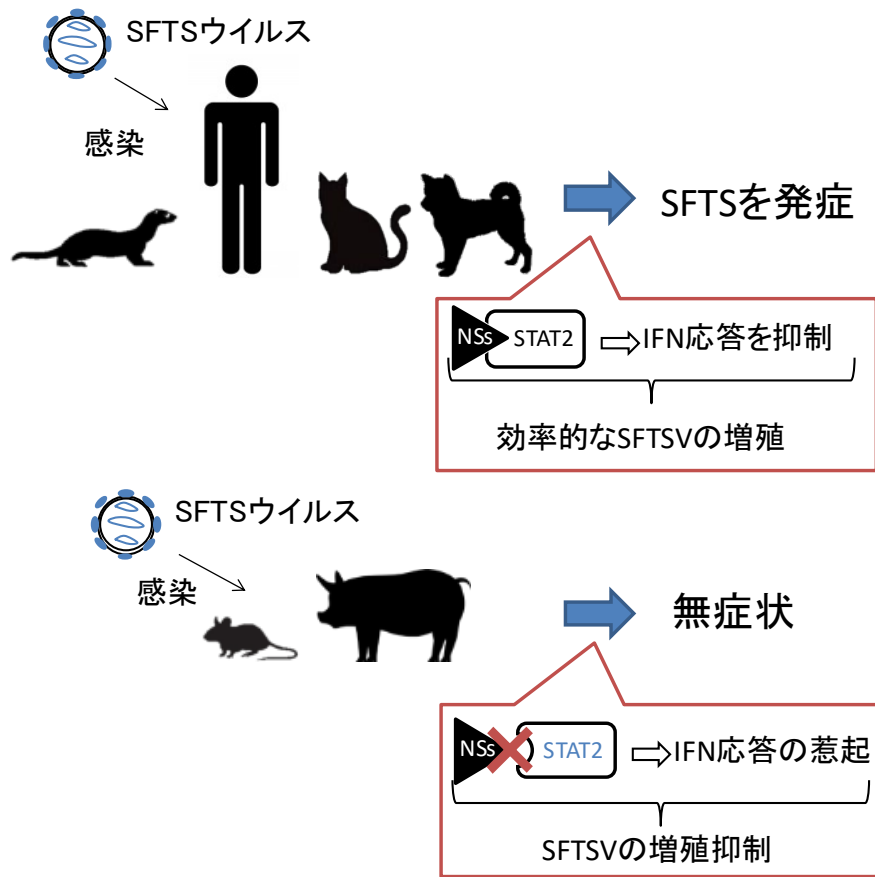 SFTSウイルス
感染
SFTSを発症
NSs STAT2 ⇨IFN応答を抑制
効率的なSFTSVの増殖
SFTSウイルス
感染
無症状
NSs STAT2 ⇨IFN応答の惹起
SFTSVの増殖抑制